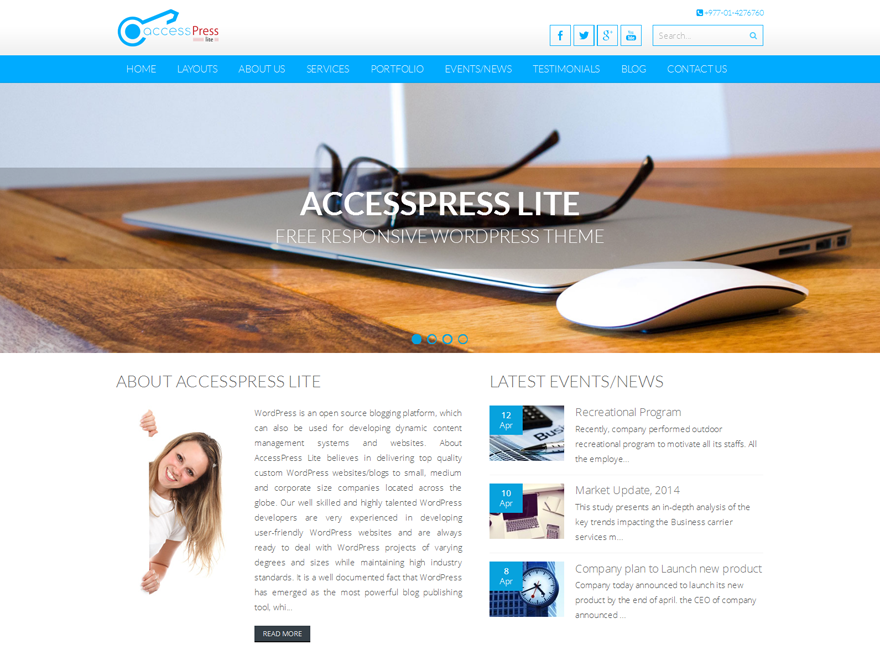 +977-01-4276760
accessPress
lite
Search...
HOME LAYOUTS ABOUT US SERVICES PORTFOLIO EVENTS/NEWS TESTIMONIALS BLOG CONTACT US
ACCESSPRESS LITE
FREE RESPONSIVE WORDPRESS THEME
ABOUT ACCESSPRESS LITE
WordPress is an open source blogging platform, which
can also be used for developing dynamic content
management systems and websites. About
AccessPress Lite believes in delivering top quality
custom WordPress websites/blogs to small, medium
and corporate size companies located across the
globe. Our well skilled and highly talented WordPress
developers are very experienced in developing
user-friendly WordPress websites and are always
ready to deal with WordPress projects of varying
degrees and sizes while maintaining high industry
standards. It is a well documented fact that WordPress
has emerged as the most powerful blog publishing
tool, whi...
READ MORE
LATEST EVENTS/NEWS
12
Apr
Recreational Program
Recently, company performed outdoor
recreational program to motivate all its staffs. All
the employe...
10
Apr
Market Update, 2014
This study presents an in-depth analysis of the
key trends impacting the Business carrier
services m...
8
Apr
Company plan to Launch new product
Company today announced to launch its new
product by the end of april. the CEO of company
announced ...